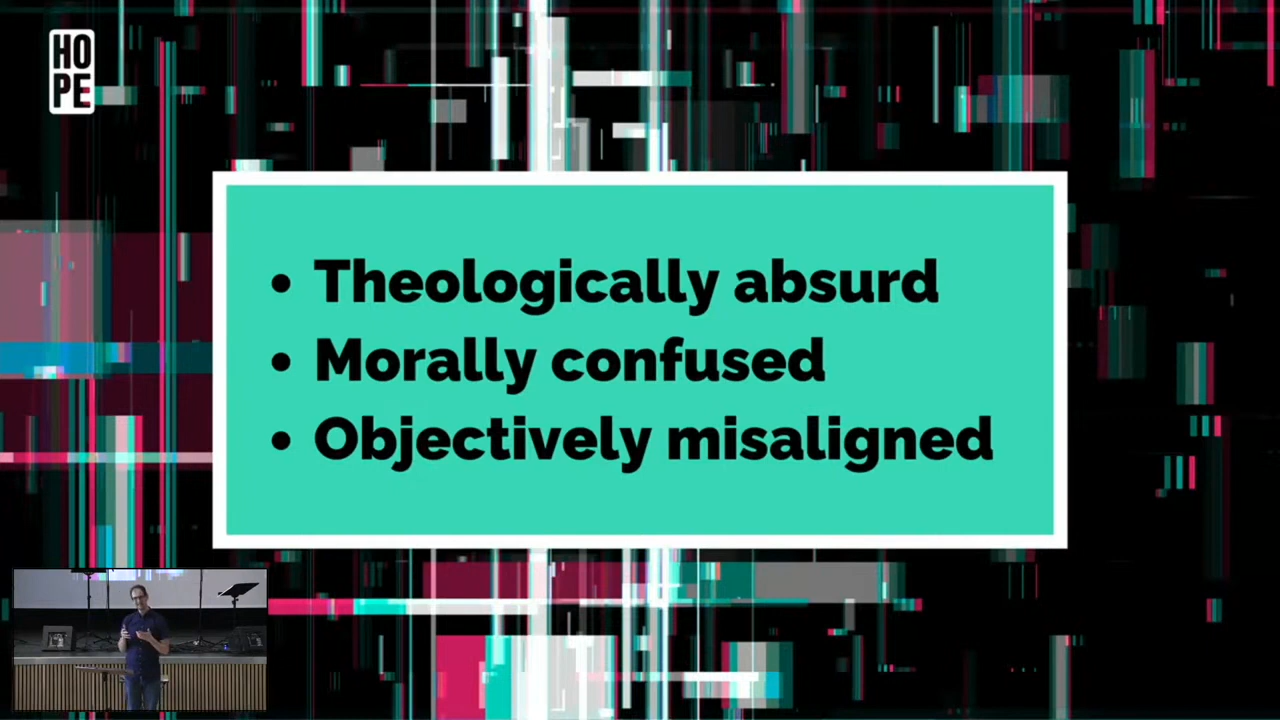 HO
PE
• Theologically absurd
• Morally confused
• Objectively misaligned